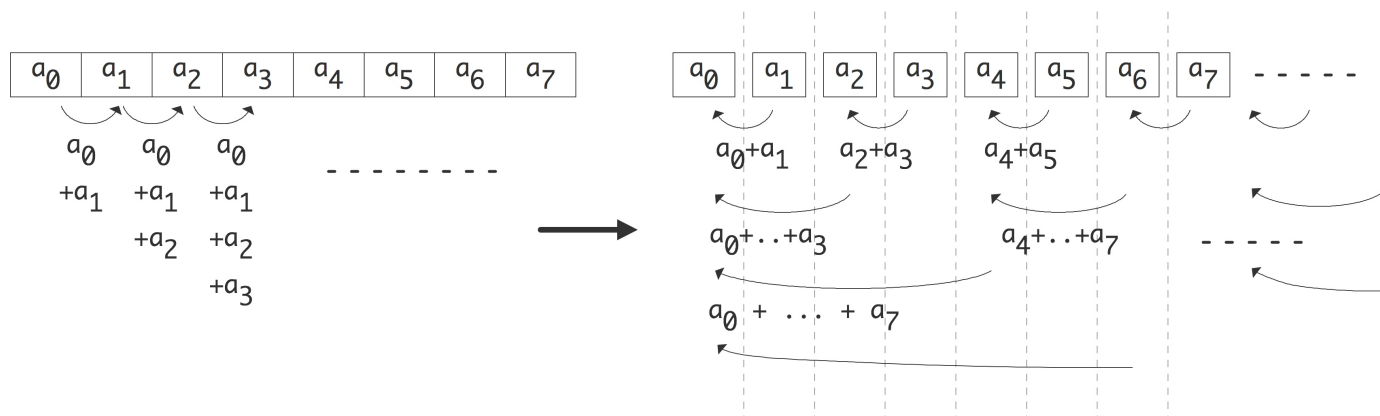 a0 a1 a2 a3 a4 a5 a6 a7
a0 a0 a0
+a1 +a1 +a1
+a2 +a2
+a3
a0 a1 a2 a3 a4 a5 a6 a7 - - - - -
a0+a1 a2+a3 a4+a5
a0+..+a3 a4+..+a7
a0 + ... + a7